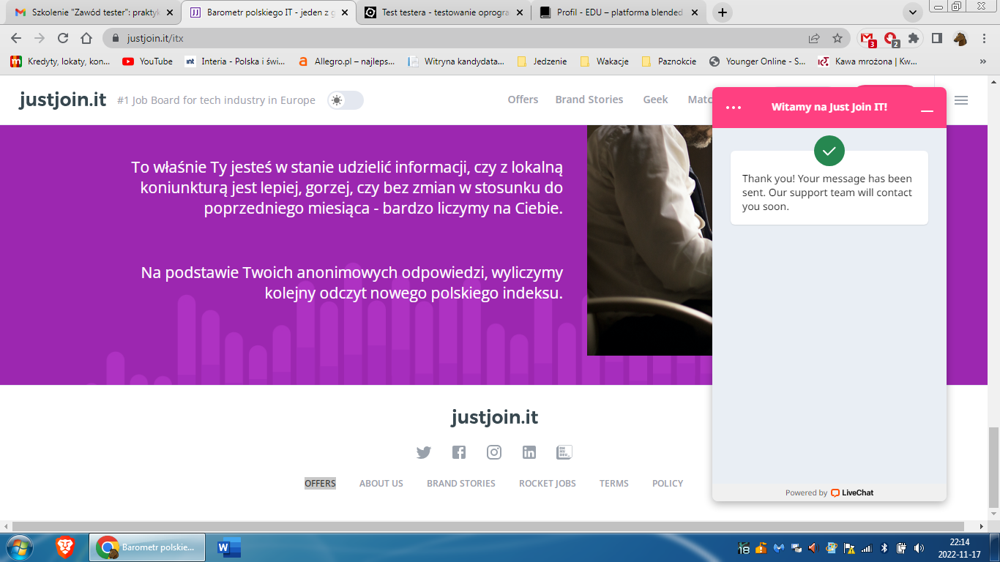 Szkolenie "Zawód tester": prakty
Barometr polskiego IT - jeden z g
Test testera - testowanie oprogra
Profil - EDU – platforma blended
justjoin.it/itx
3
2
Kredyty, lokaty, kon...
YouTube
int
Interia - Polska i świ...
Allegro.pl – najleps...
Witryna kandydata...
Jedzenie
Wakacje
Paznokcie
Younger Online - S...
Kawa mrożona | Kw...
»
justjoin.it
#1 Job Board for tech industry in Europe
Offers
Brand Stories
Geek
Matc
Witamy na Just Join IT!
Thank you! Your message has been
sent. Our support team will contact
you soon.
To właśnie Ty jesteś w stanie udzielić informacji, czy z lokalną
koniunkturą jest lepiej, gorzej, czy bez zmian w stosunku do
poprzedniego miesiąca - bardzo liczymy na Ciebie.
Na podstawie Twoich anonimowych odpowiedzi, wyliczymy
kolejny odczyt nowego polskiego indeksu.
justjoin.it
OFFERS
ABOUT US
BRAND STORIES
ROCKET JOBS
TERMS
POLICY
Powered by LiveChat
Barometr polskie...
18
22:14
2022-11-17